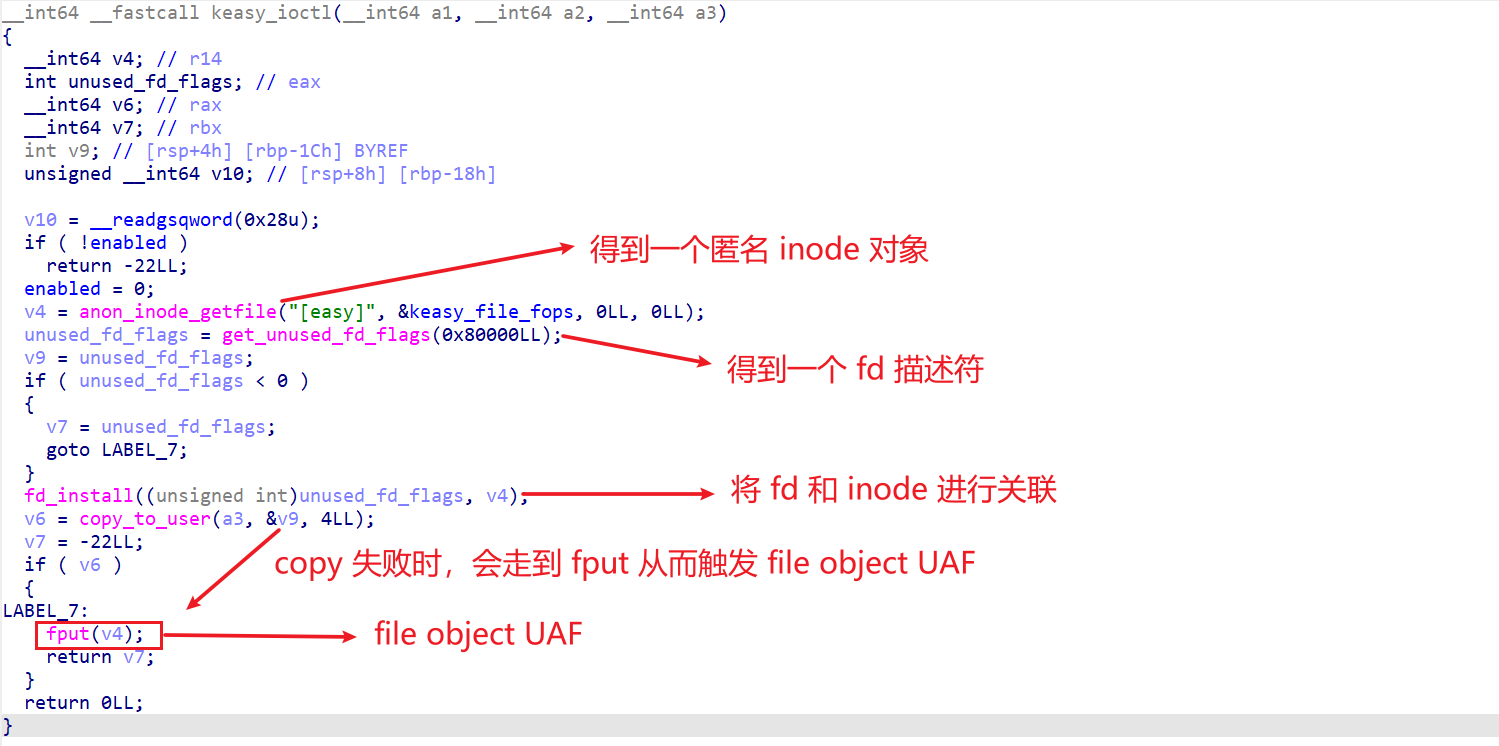 __int64 __fastcall keasy_ioctl(__int64 a1, __int64 a2, __int64 a3)
{
__int64 v4; // r14
int unused_fd_flags; // eax
__int64 v6; // rax
__int64 v7; // rbx
int v9; // [rsp+4h] [rbp-1Ch] BYREF
unsigned __int64 v10; // [rsp+8h] [rbp-18h]
v10 = __readgsqword(0x28u);
if ( !enabled )
return -22LL;
得到一个匿名 inode 对象
enabled = 0;
v4 = anon_inode_getfile("[easy]", &keasy_file_fops, 0LL, 0LL);
unused_fd_flags = get_unused_fd_flags(0x80000LL);
v9 = unused_fd_flags;
得到一个 fd 描述符
if ( unused_fd_flags < 0 )
{
v7 = unused_fd_flags;
goto LABEL_7;
}
fd_install((unsigned int)unused_fd_flags, v4);
将 fd 和 inode 进行关联
v6 = copy_to_user(a3, &v9, 4LL);
v7 = -22LL;
if ( v6 )
copy 失败时，会走到 fput 从而触发 file object UAF
{
LABEL_7:
fput(v4);
file object UAF
return v7;
}
return 0LL;
}